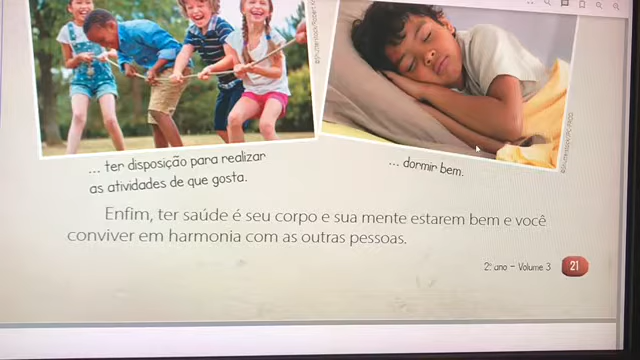 ... ter disposição para realizar
as atividades de que gosta.
... dormir bem.
Enfim, ter saúde é seu corpo e sua mente estarem bem e você
conviver em harmonia com as outras pessoas.
2º. ano – Volume 3
21